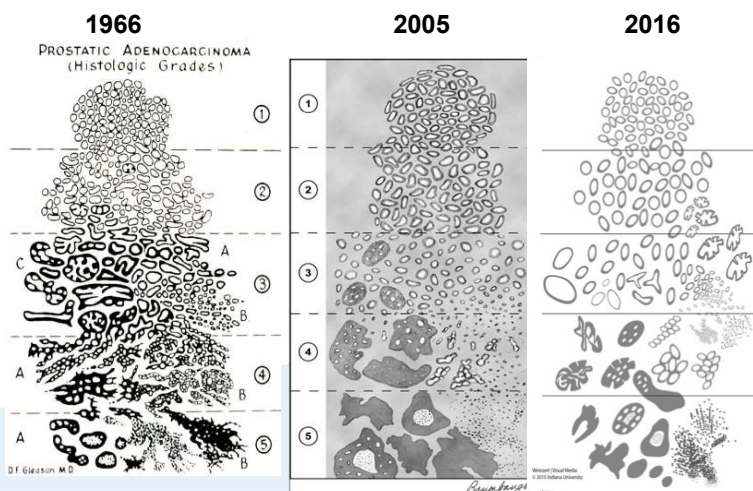 1966
PROSTATIC ADENOCARCINOMA
(Histologic Grades)
1
2
A
C
3
B
A
4
B
A
5
B
D.F. Gleason M.D.
2005
1
2
3
4
5
2016
Weinzerl | Visual Media
© 2015 Indiana University